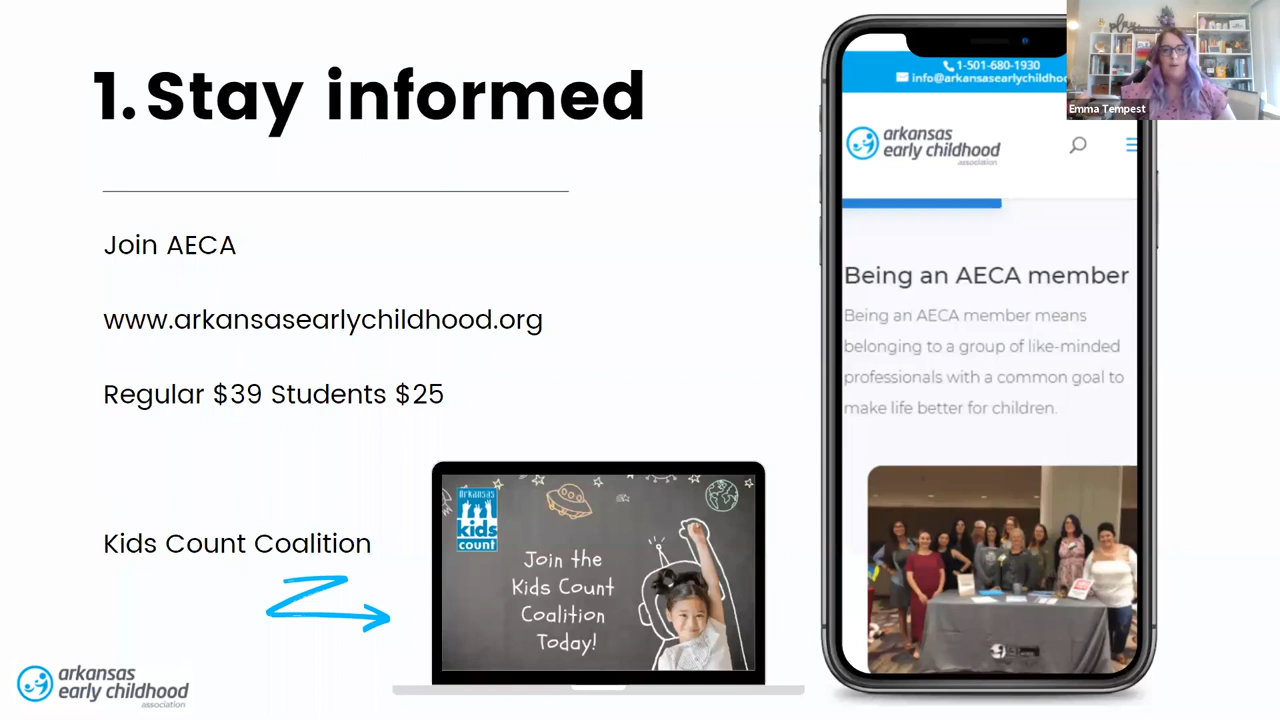 1. Stay informed
Join AECA
www.arkansasearlychildhood.org
Regular $39 Students $25
Kids Count Coalition
arkansas
kids
count
Join the
Kids Count
Coalition
Today!
arkansas
early childhood
association
1-501-680-1930
info@arkansasearlychildhoo
arkansas
early childhood
association
Being an AECA member
Being an AECA member means
belonging to a group of like-minded
professionals with a common goal to
make life better for children.
play
Emma Tempest